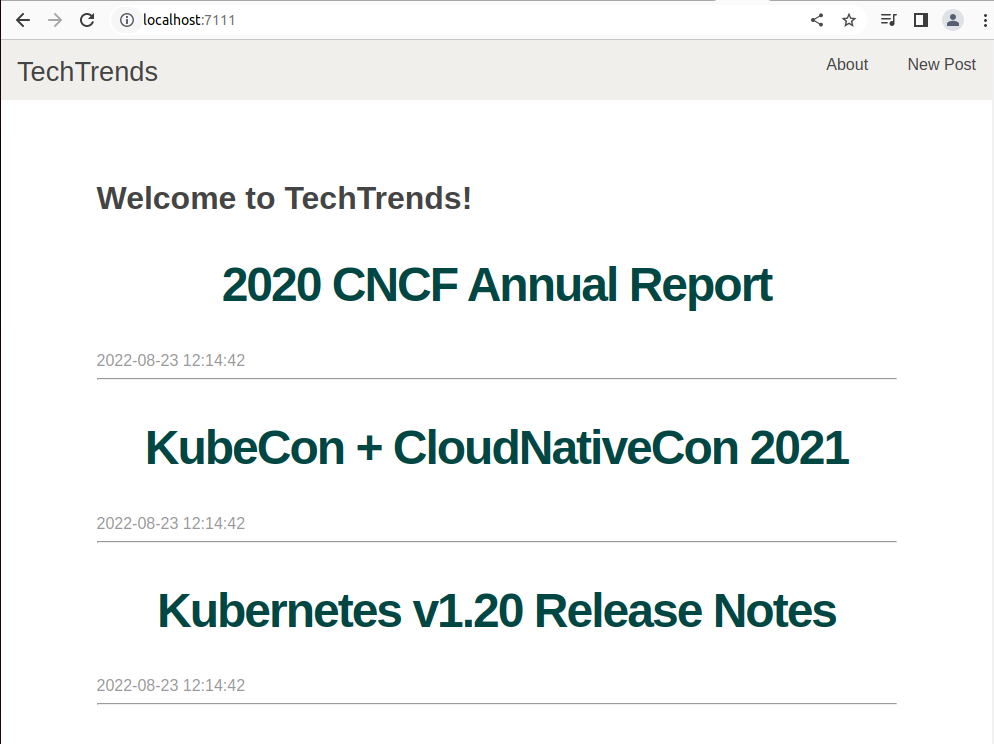 localhost:7111
TechTrends
About New Post
Welcome to TechTrends!
2020 CNCF Annual Report
2022-08-23 12:14:42
KubeCon + CloudNativeCon 2021
2022-08-23 12:14:42
Kubernetes v1.20 Release Notes
2022-08-23 12:14:42